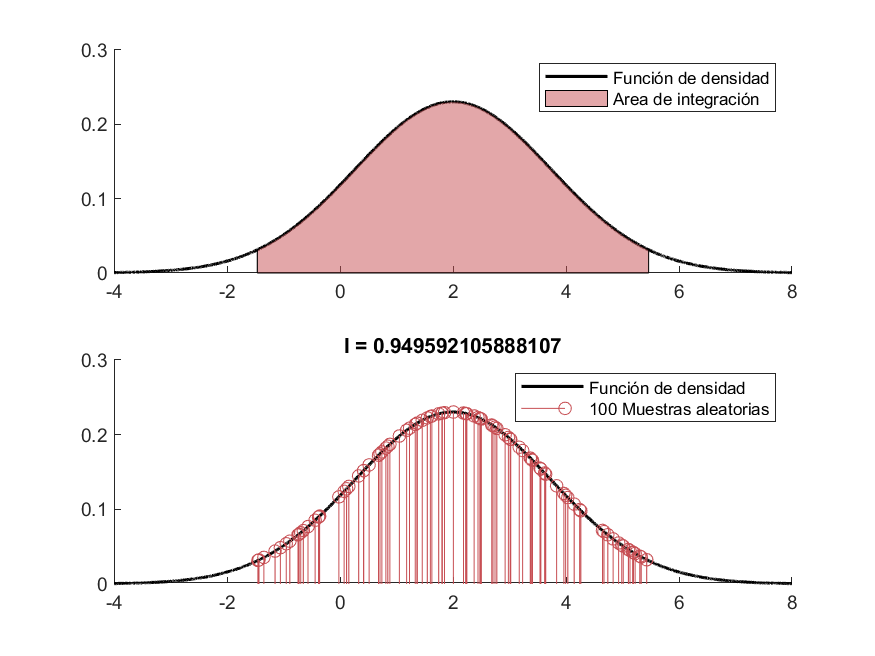 0.3
0.2
0.1
0
-4 -2 0 2 4 6 8
Función de densidad
Area de integración
I = 0.949592105888107
0.3
0.2
0.1
0
-4 -2 0 2 4 6 8
Función de densidad
100 Muestras aleatorias